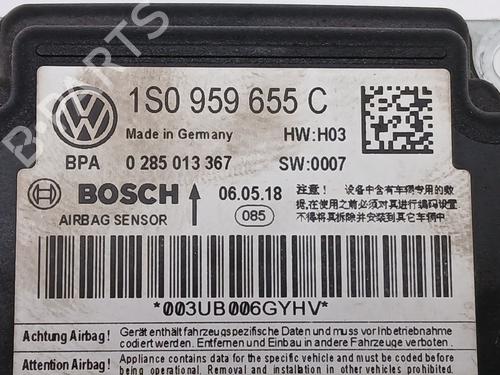 1S0 959 655 C
Made in Germany HW:H03
BPA 0 285 013 367 SW:0007
BOSCH 06.05.18
AIRBAG SENSOR 085
注意! 设备中含有车辆专用的数
据,在使用之前必须对其进行编码设置
不得将其拆除并安装到其它车辆中
*003UB006GYHV*
Achtung Airbag! Gerät enthält fahrzeugspezifische Daten und muss vor Inbetriebnahme
codiert werden. Entfernen und Einbau in andere Fahrzeuge verboten.
Attention Airbag! Appliance contains data for the specific vehicle and must be coded before
being operational. Removal and installation in other vehicles prohibited.
B-PARTS